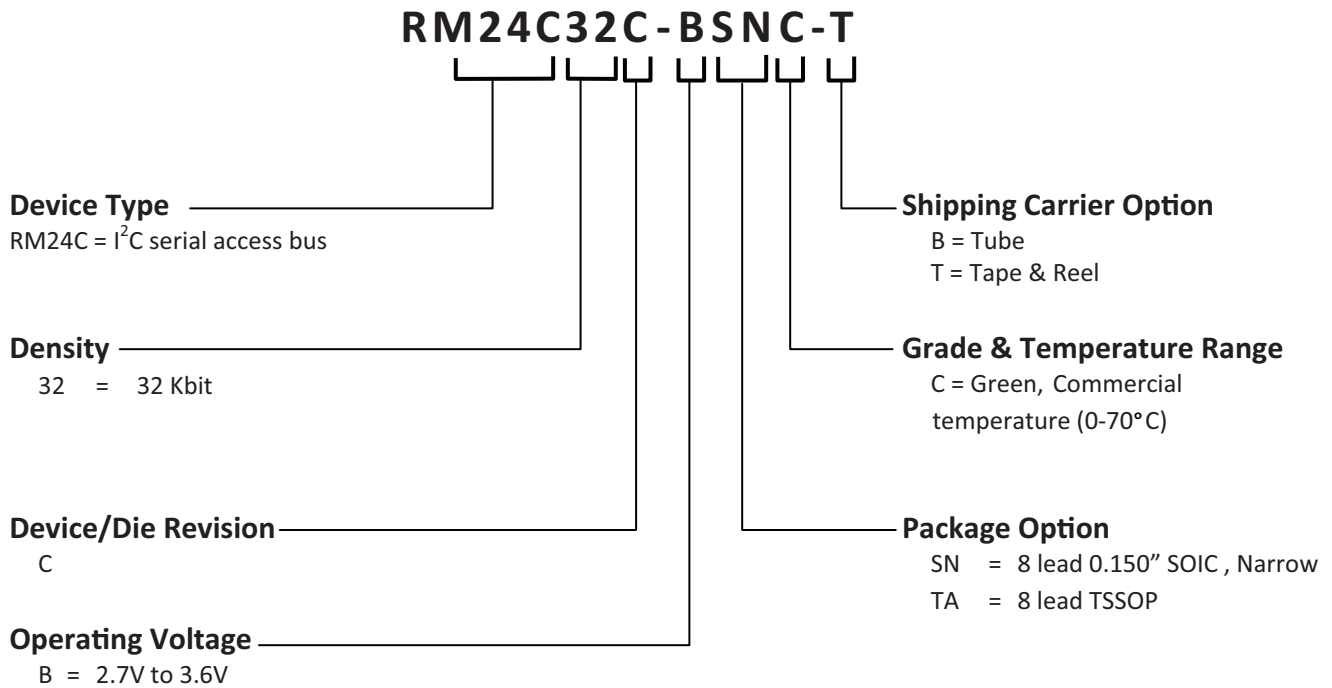 RM24C32C-BSNC-T
Device Type
RM24C = I²C serial access bus
Density
32 = 32 Kbit
Device/Die Revision
C
Operating Voltage
B = 2.7V to 3.6V
Shipping Carrier Option
B = Tube
T = Tape & Reel
Grade & Temperature Range
C = Green, Commercial
temperature (0-70°C)
Package Option
SN = 8 lead 0.150” SOIC , Narrow
TA = 8 lead TSSOP